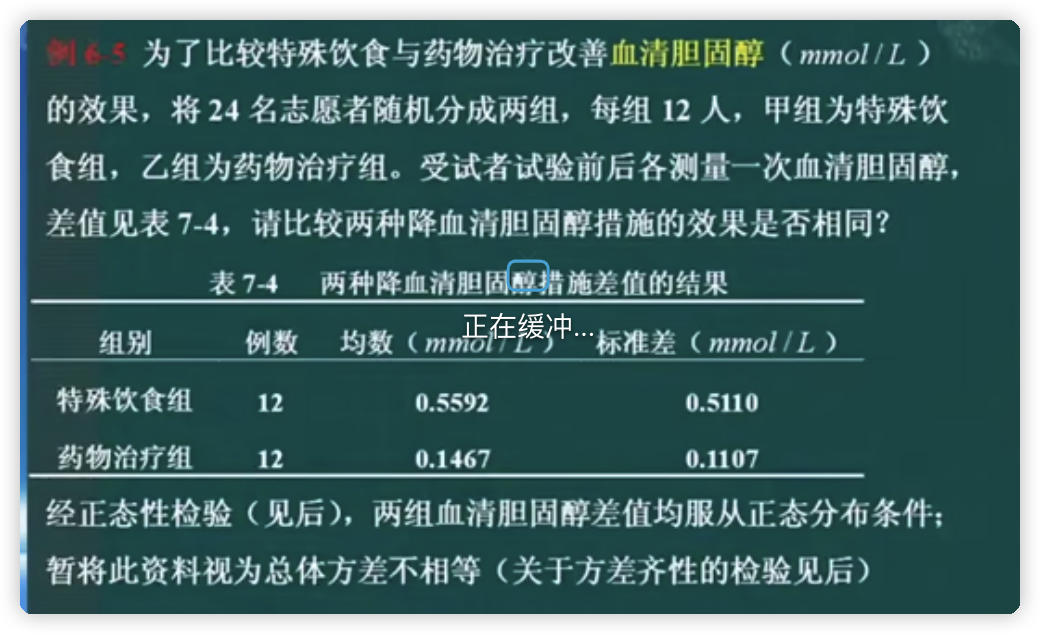 例 6-5 为了比较特殊饮食与药物治疗改善血清胆固醇（mmol/L）
的效果，将 24 名志愿者随机分成两组，每组 12 人，甲组为特殊饮
食组，乙组为药物治疗组。受试者试验前后各测量一次血清胆固醇，
差值见表 7-4，请比较两种降血清胆固醇措施的效果是否相同？
表 7-4 两种降血清胆固醇措施差值的结果
正在缓冲...
组别 例数 均数（mmol/L） 标准差（mmol/L）
特殊饮食组 12 0.5592 0.5110
药物治疗组 12 0.1467 0.1107
经正态性检验（见后），两组血清胆固醇差值均服从正态分布条件；
暂将此资料视为总体方差不相等（关于方差齐性的检验见后）